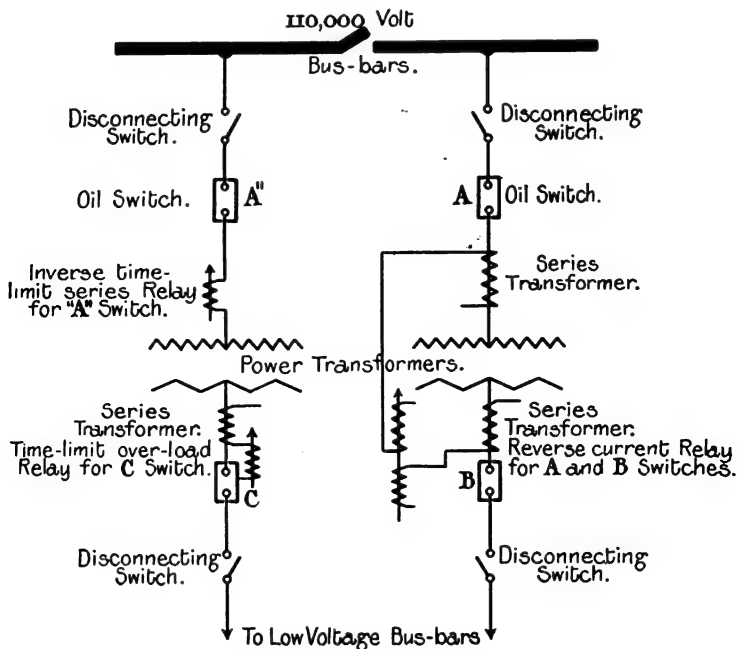 110,000 Volt
Bus-bars.
Disconnecting
Switch.
Disconnecting
Switch.
Oil Switch.
A"
A
Oil Switch.
Inverse time-
limit series Relay
for "A" Switch.
Series
Transformer.
Power Transformers.
Series
Transformer.
Time-limit over-load
Relay for C Switch.
C
Series
Transformer.
Reverse current Relay
for A and B Switches.
B
Disconnecting
Switch.
Disconnecting
Switch.
To Low Voltage Bus-bars